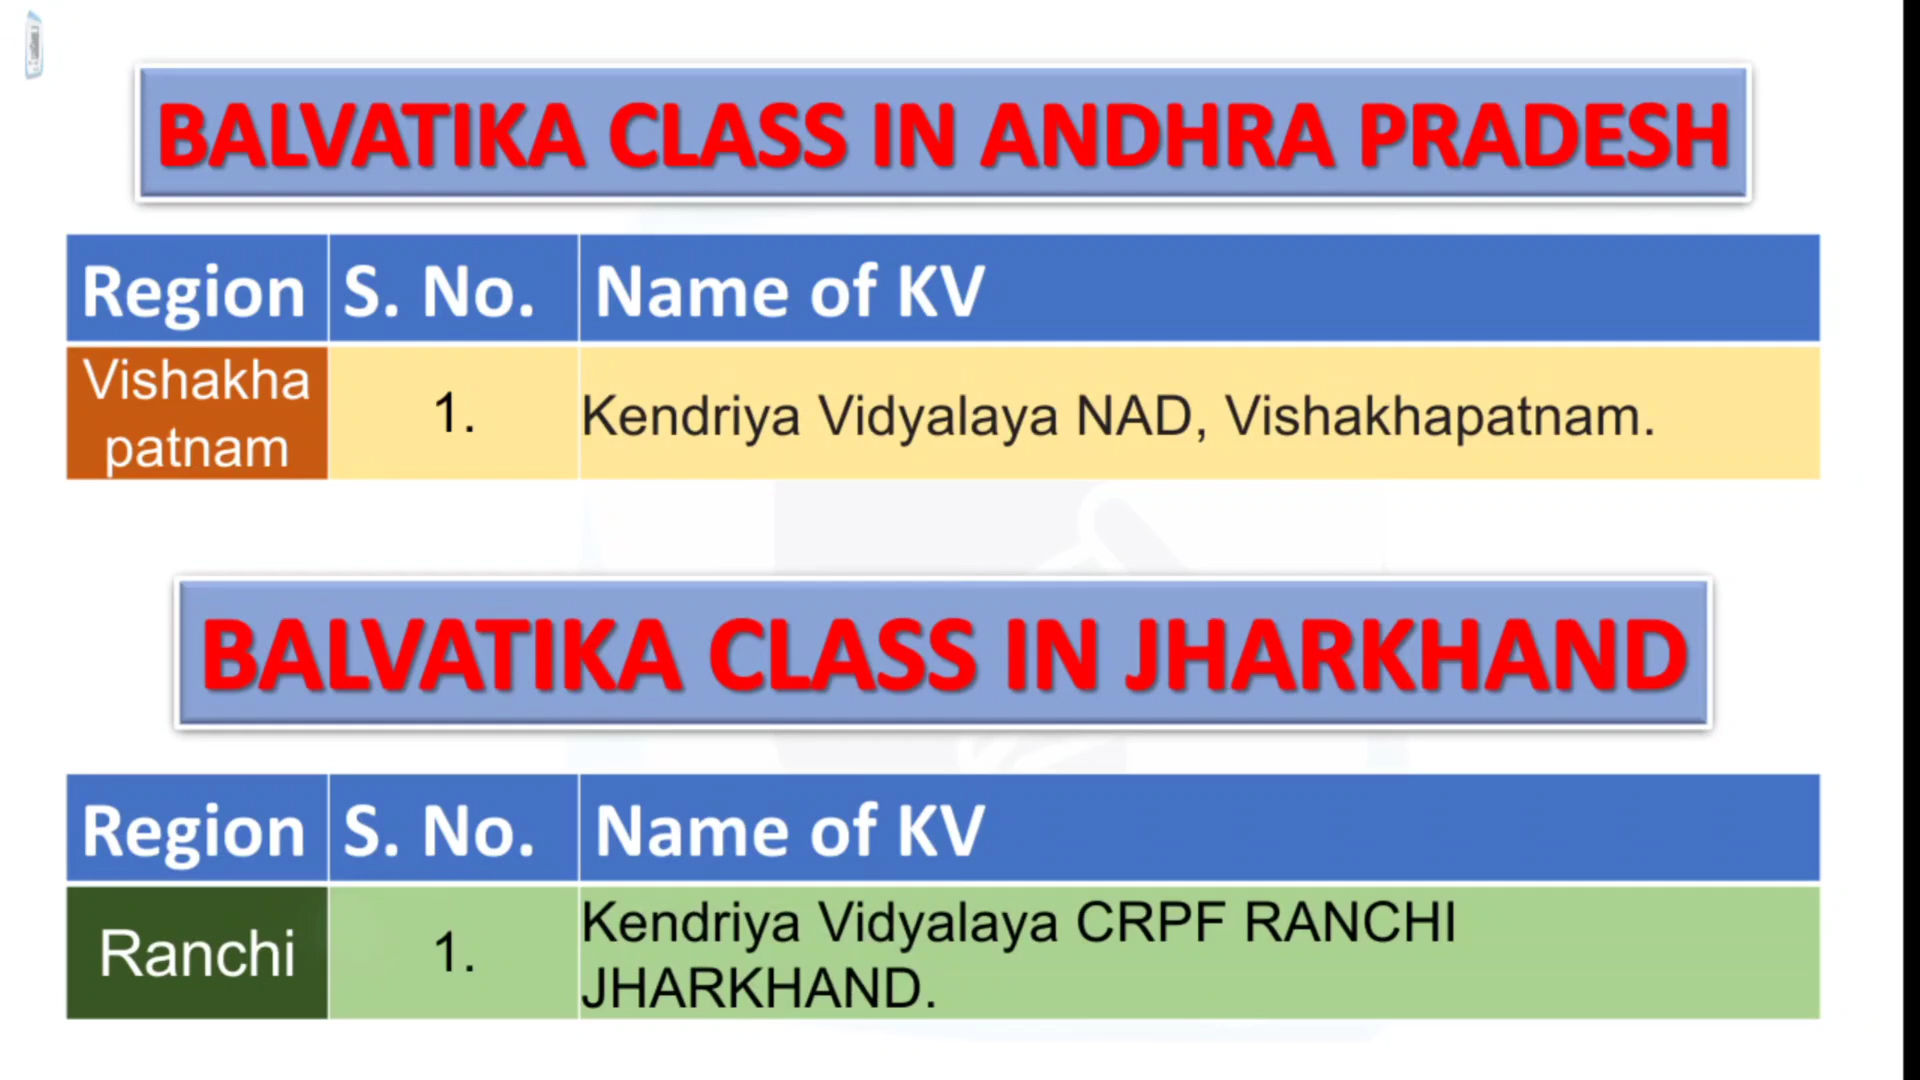 BALVATIKA CLASS IN ANDHRA PRADESH
Region S. No. Name of KV
Vishakha
patnam
1. Kendriya Vidyalaya NAD, Vishakhapatnam.
BALVATIKA CLASS IN JHARKHAND
Region S. No. Name of KV
Ranchi 1. Kendriya Vidyalaya CRPF RANCHI
JHARKHAND.